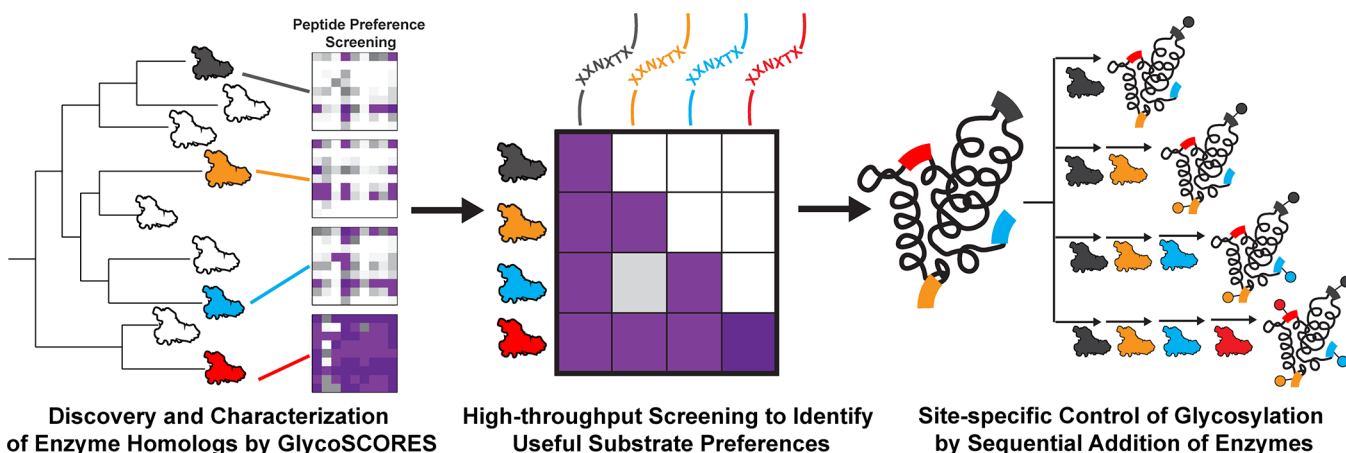 Peptide Preference
Screening
XXNXTX
XXNXTX
XXNXTX
XXNXTX
Discovery and Characterization
of Enzyme Homologs by GlycoSCORES
High-throughput Screening to Identify
Useful Substrate Preferences
Site-specific Control of Glycosylation
by Sequential Addition of Enzymes